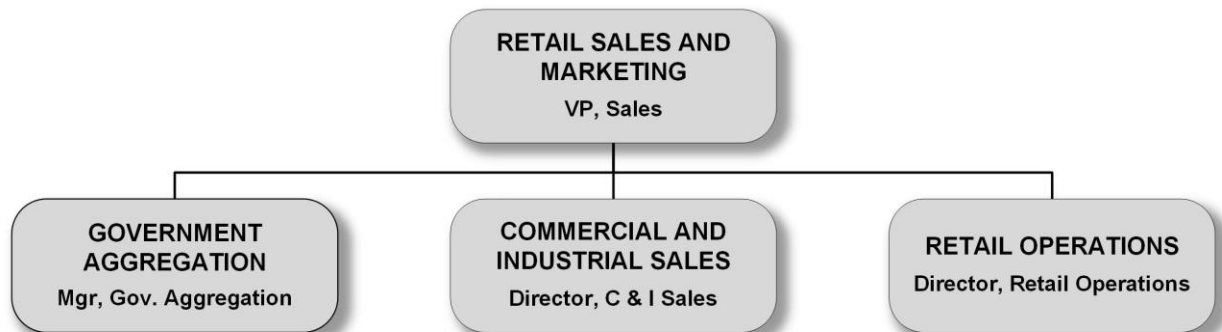 RETAIL SALES AND
MARKETING
VP, Sales
GOVERNMENT
AGGREGATION
Mgr, Gov. Aggregation
COMMERCIAL AND
INDUSTRIAL SALES
Director, C & I Sales
RETAIL OPERATIONS
Director, Retail Operations